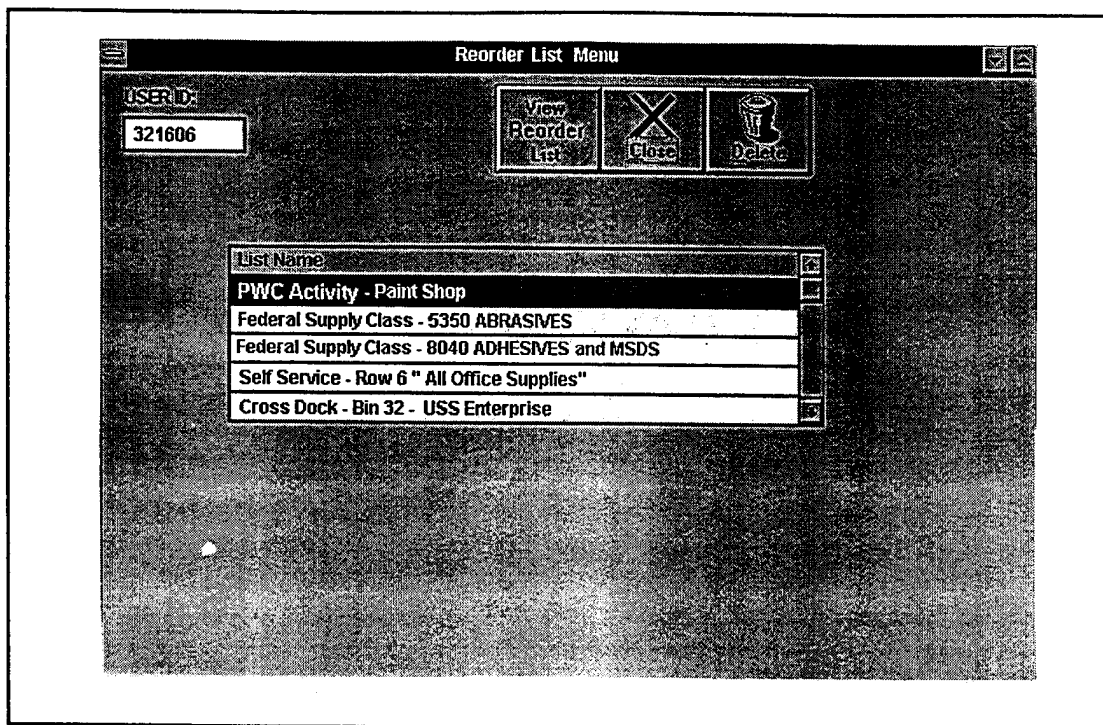 Reorder List Menu
USER ID:
321606
View
Reorder
List
Close
Delete
List Name
PWC Activity - Paint Shop
Federal Supply Class - 5350 ABRASIVES
Federal Supply Class - 8040 ADHESIVES and MSDS
Self Service - Row 6 " All Office Supplies"
Cross Dock - Bin 32 - USS Enterprise